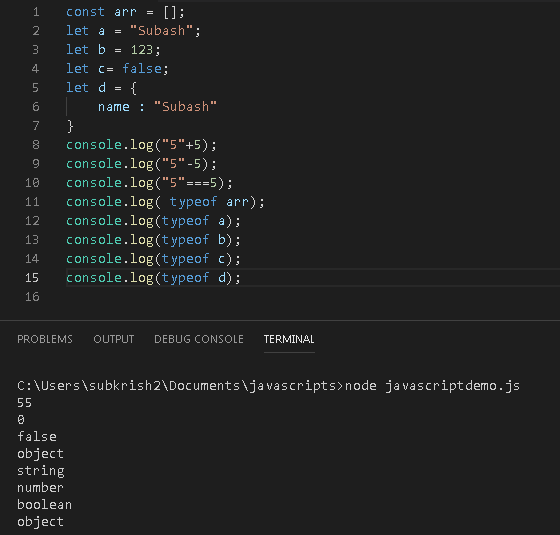 1 const arr = [];
2 let a = "Subash";
3 let b = 123;
4 let c= false;
5 let d = {
6     name : "Subash"
7 }
8 console.log("5"+5);
9 console.log("5"-5);
10 console.log("5"===5);
11 console.log( typeof arr);
12 console.log(typeof a);
13 console.log(typeof b);
14 console.log(typeof c);
15 console.log(typeof d);
16
PROBLEMS OUTPUT DEBUG CONSOLE TERMINAL
C:\Users\subkrish2\Documents\javascripts>node javascriptdemo.js
55
0
false
object
string
number
boolean
object